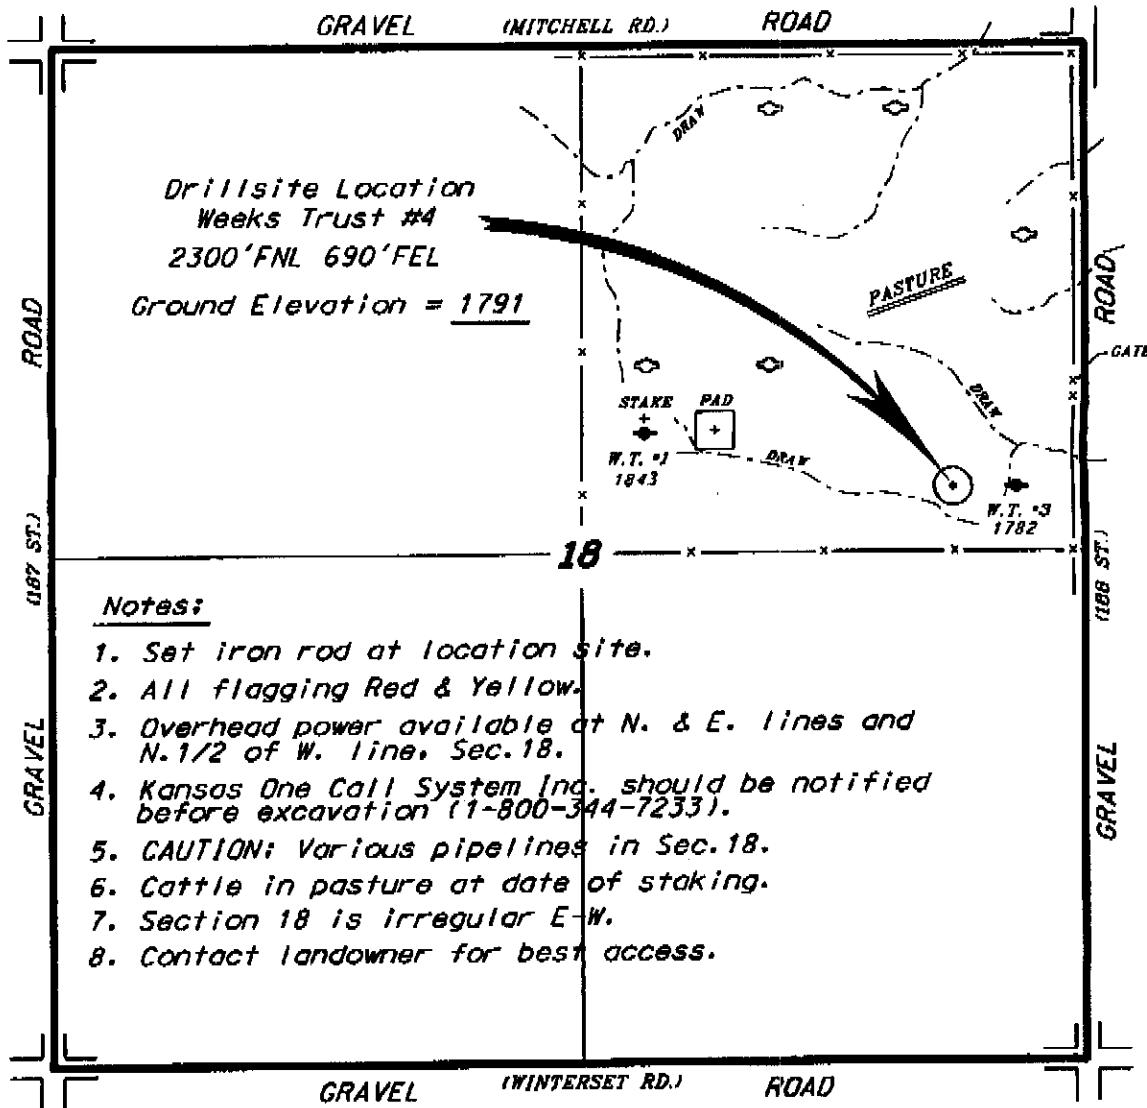 GRAVEL (MITCHELL RD.) ROAD
DRAW
Drillsite Location
Weeks Trust #4
2300'FNL 690'FEL
Ground Elevation = 1791
PASTURE
ROAD
ROAD
GATE
STAKE PAD
DRAW
W.T. #1
1843
DRAW
W.T. #3
1782
(187 ST.)
18
(188 ST.)
Notes:
1. Set iron rod at location site.
2. All flagging Red & Yellow.
3. Overhead power available at N. & E. lines and
N. 1/2 of W. line, Sec. 18.
4. Kansas One Call System Inc. should be notified
before excavation (1-800-344-7233).
5. CAUTION: Various pipelines in Sec. 18.
6. Cattle in pasture at date of staking.
7. Section 18 is irregular E-W.
8. Contact landowner for best access.
GRAVEL
GRAVEL
GRAVEL (WINTERSET RD.) ROAD